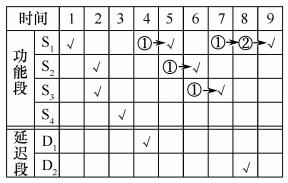 时间 1 2 3 4 5 6 7 8 9
功能段 S₁ √ ①→√ ①→②→√
S₂ √ ①→√
S₃ √ ①→√
S₄ √
延迟段 D₁ √
D₂ √